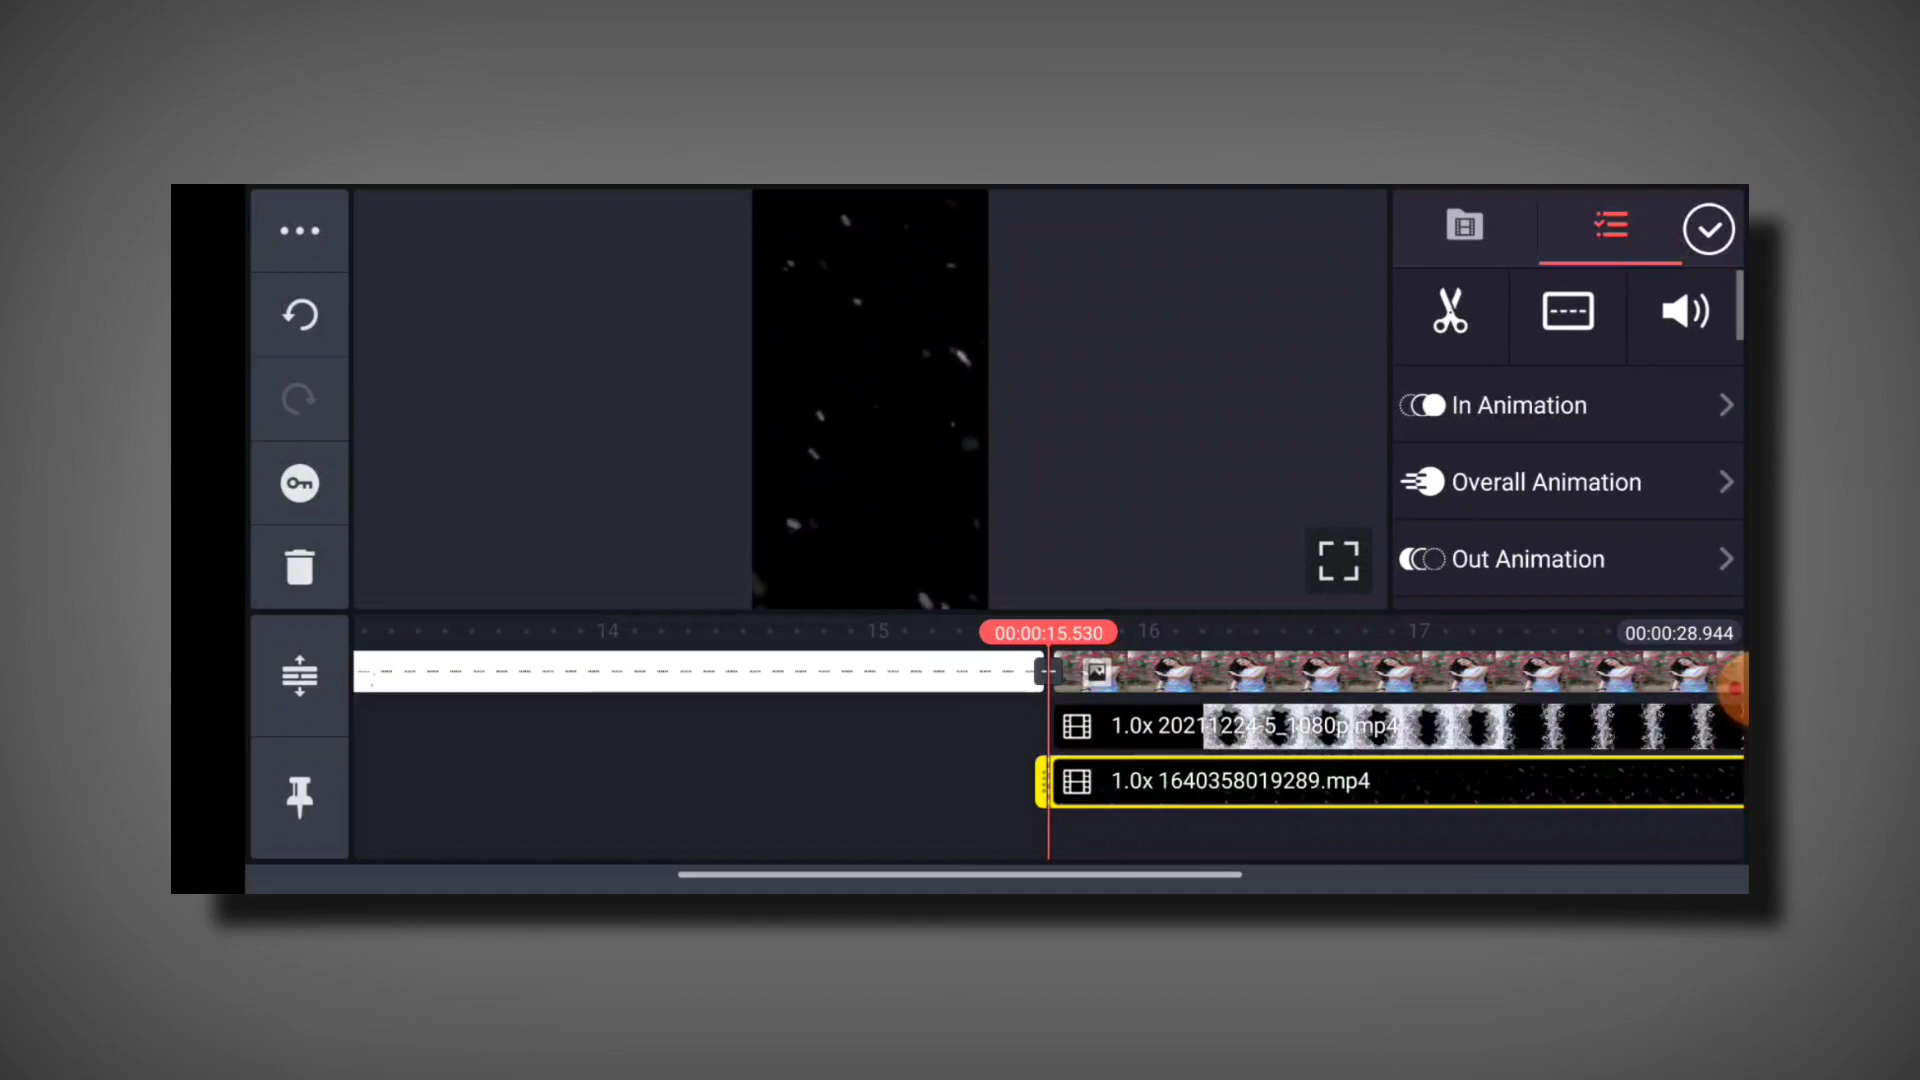 In Animation
Overall Animation
Out Animation
14
15
00:00:15.530
16
17
00:00:28.944
1.0x 20211224-5_1080p.mp4
1.0x 1640358019289.mp4